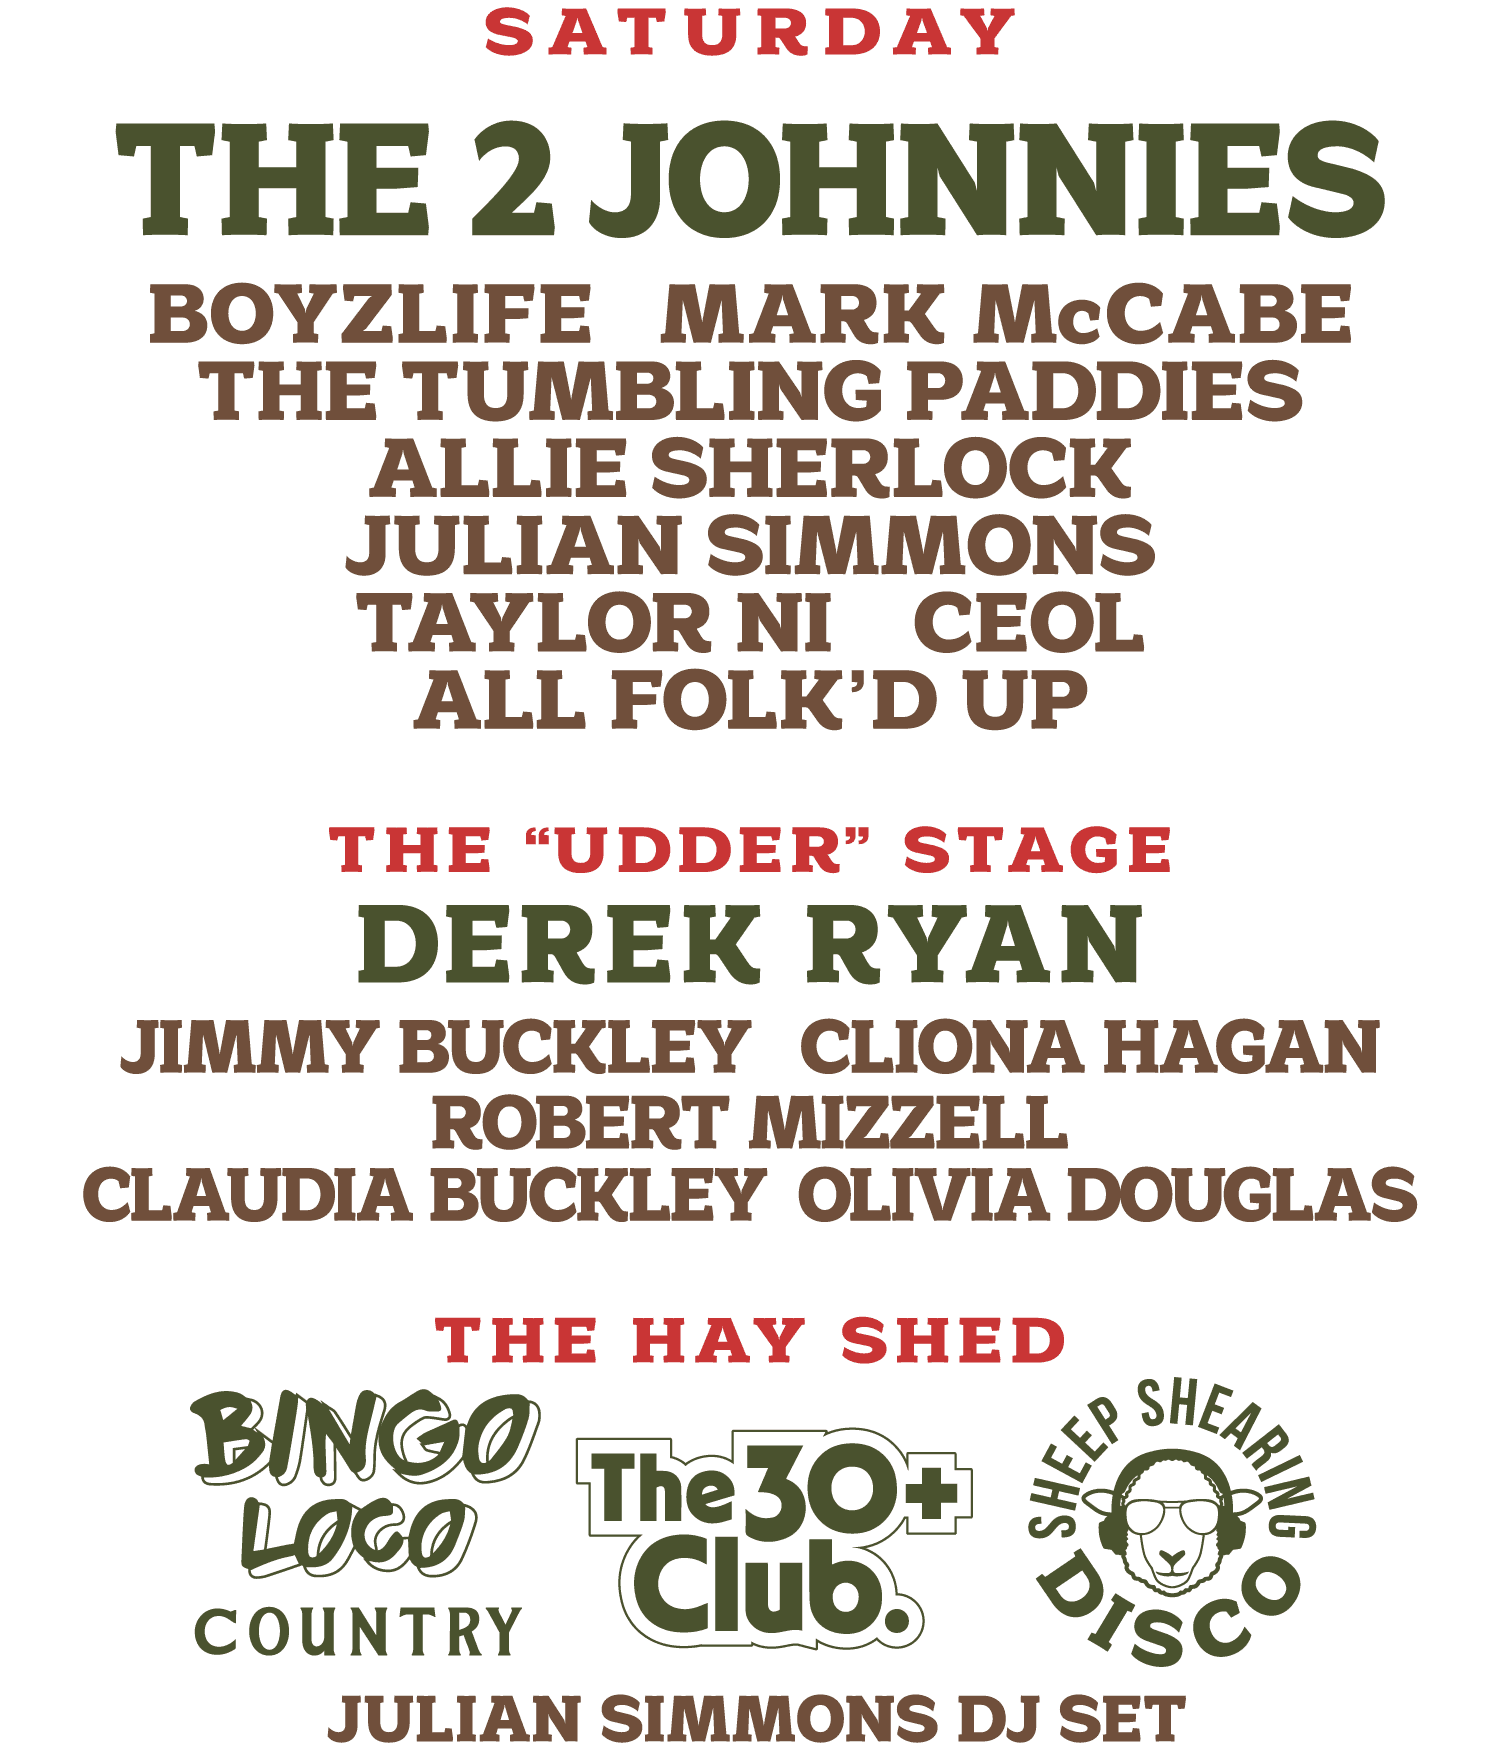 SATURDAY
THE 2 JOHNNIES
BOYZLIFE MARK McCABE
THE TUMBLING PADDIES
ALLIE SHERLOCK
JULIAN SIMMONS
TAYLOR NI CEOL
ALL FOLK’D UP
THE “UDDER” STAGE
DEREK RYAN
JIMMY BUCKLEY CLIONA HAGAN
ROBERT MIZZELL
CLAUDIA BUCKLEY OLIVIA DOUGLAS
THE HAY SHED
BINGO
LOCO
COUNTRY
The 30+
Club.
SHEEP SHEARING
DISCO
JULIAN SIMMONS DJ SET